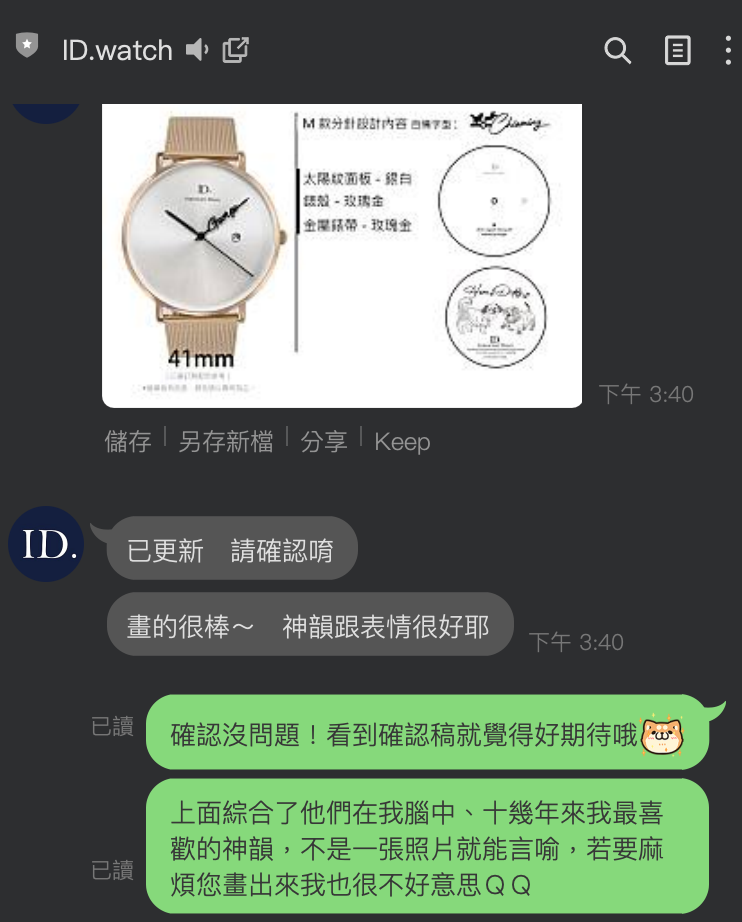 ID.watch
M 款分針設計內容 自備字型： Chiaming
太陽紋面板 - 銀白
錶殼 - 玫瑰金
金屬錶帶 - 玫瑰金
ID.
ID.
41mm
下午 3:40
儲存 | 另存新檔 | 分享 | Keep
ID.
已更新　請確認唷
畫的很棒～　神韻跟表情很好耶
下午 3:40
已讀
確認沒問題！看到確認稿就覺得好期待哦
上面綜合了他們在我腦中、十幾年來我最喜
歡的神韻，不是一張照片就能言喻，若要麻
煩您畫出來我也很不好意思ＱＱ
已讀